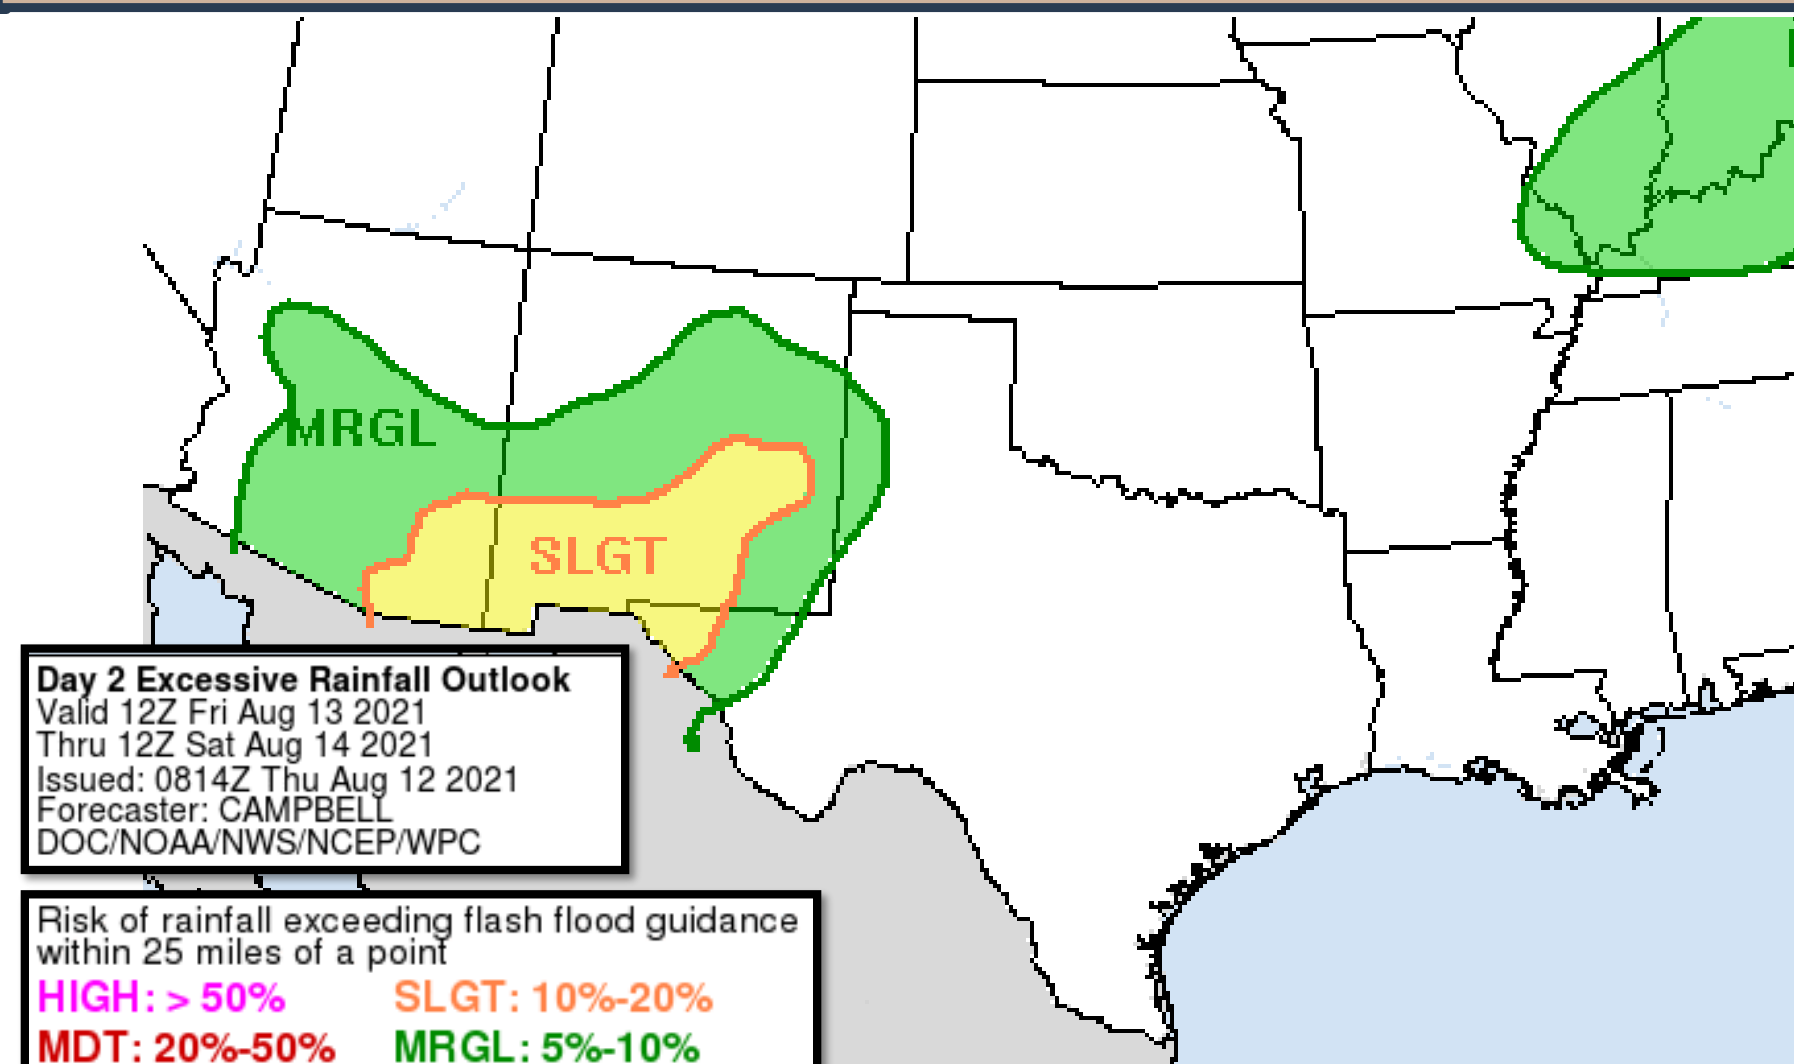 MRGL
SLGT
Day 2 Excessive Rainfall Outlook
Valid 12Z Fri Aug 13 2021
Thru 12Z Sat Aug 14 2021
Issued: 0814Z Thu Aug 12 2021
Forecaster: CAMPBELL
DOC/NOAA/NWS/NCEP/WPC
Risk of rainfall exceeding flash flood guidance
within 25 miles of a point
HIGH: > 50% SLGT: 10%-20%
MDT: 20%-50% MRGL: 5%-10%